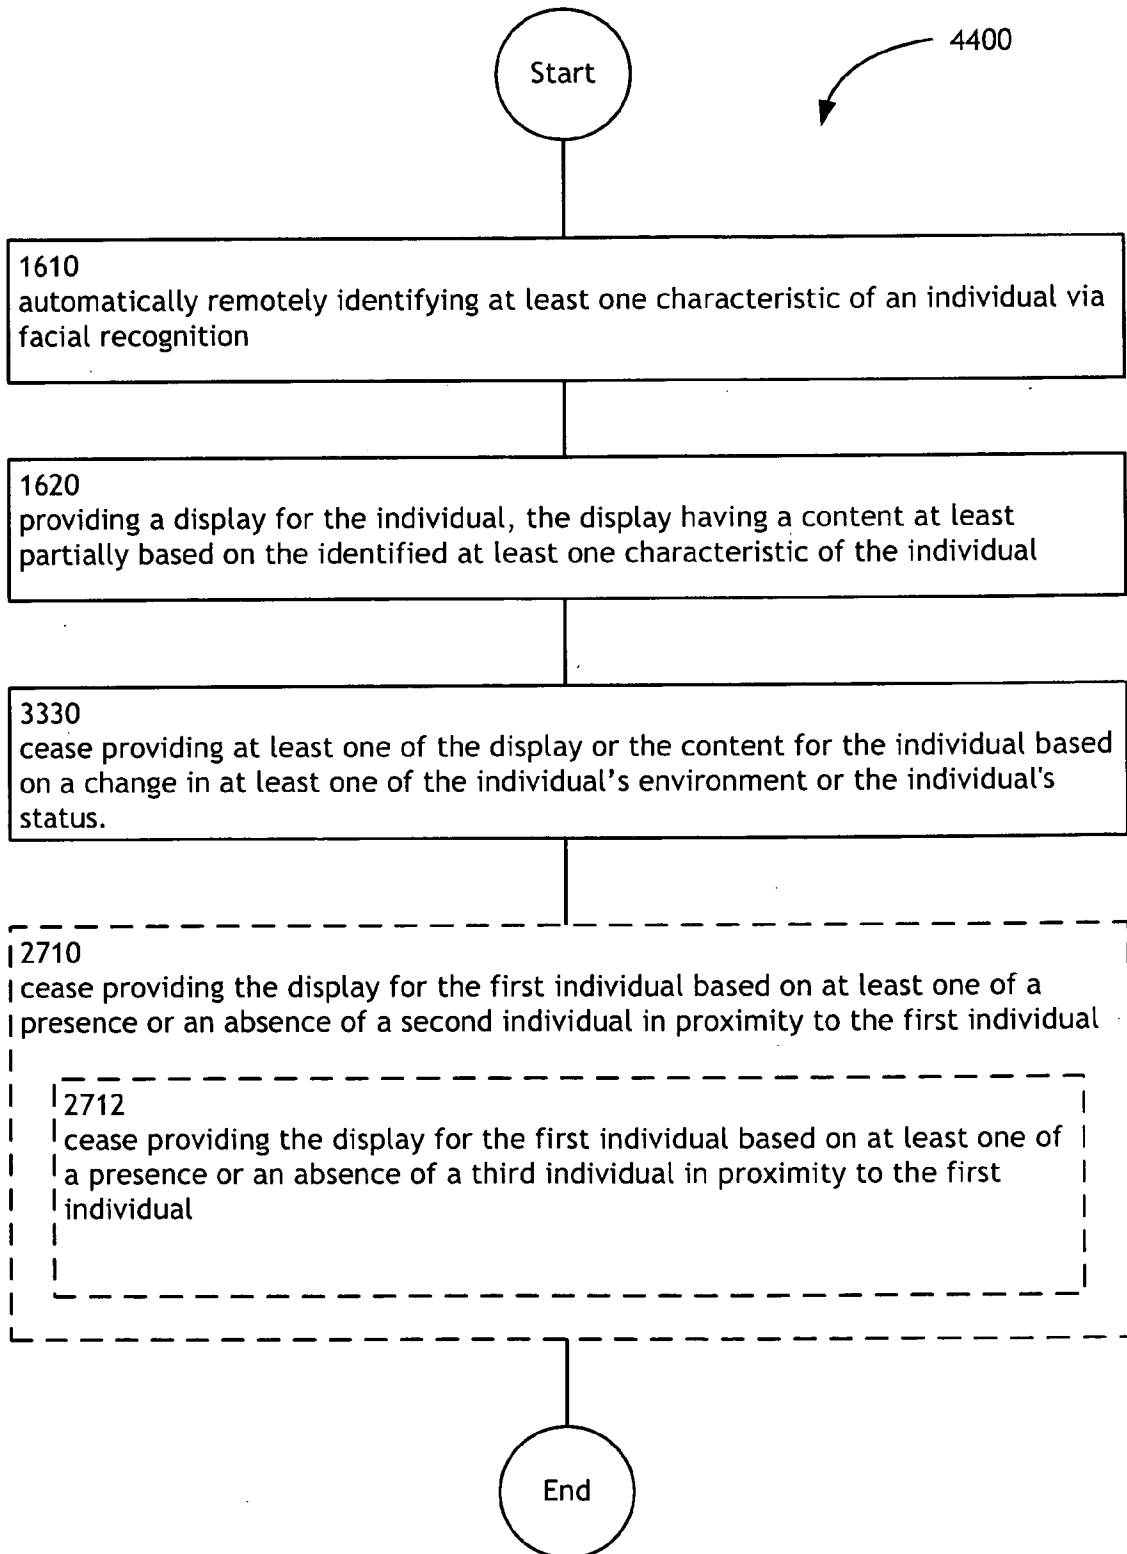 Start
4400
1610
automatically remotely identifying at least one characteristic of an individual via
facial recognition
1620
providing a display for the individual, the display having a content at least
partially based on the identified at least one characteristic of the individual
3330
cease providing at least one of the display or the content for the individual based
on a change in at least one of the individual’s environment or the individual's
status.
2710
cease providing the display for the first individual based on at least one of a
presence or an absence of a second individual in proximity to the first individual
2712
cease providing the display for the first individual based on at least one of
a presence or an absence of a third individual in proximity to the first
individual
End